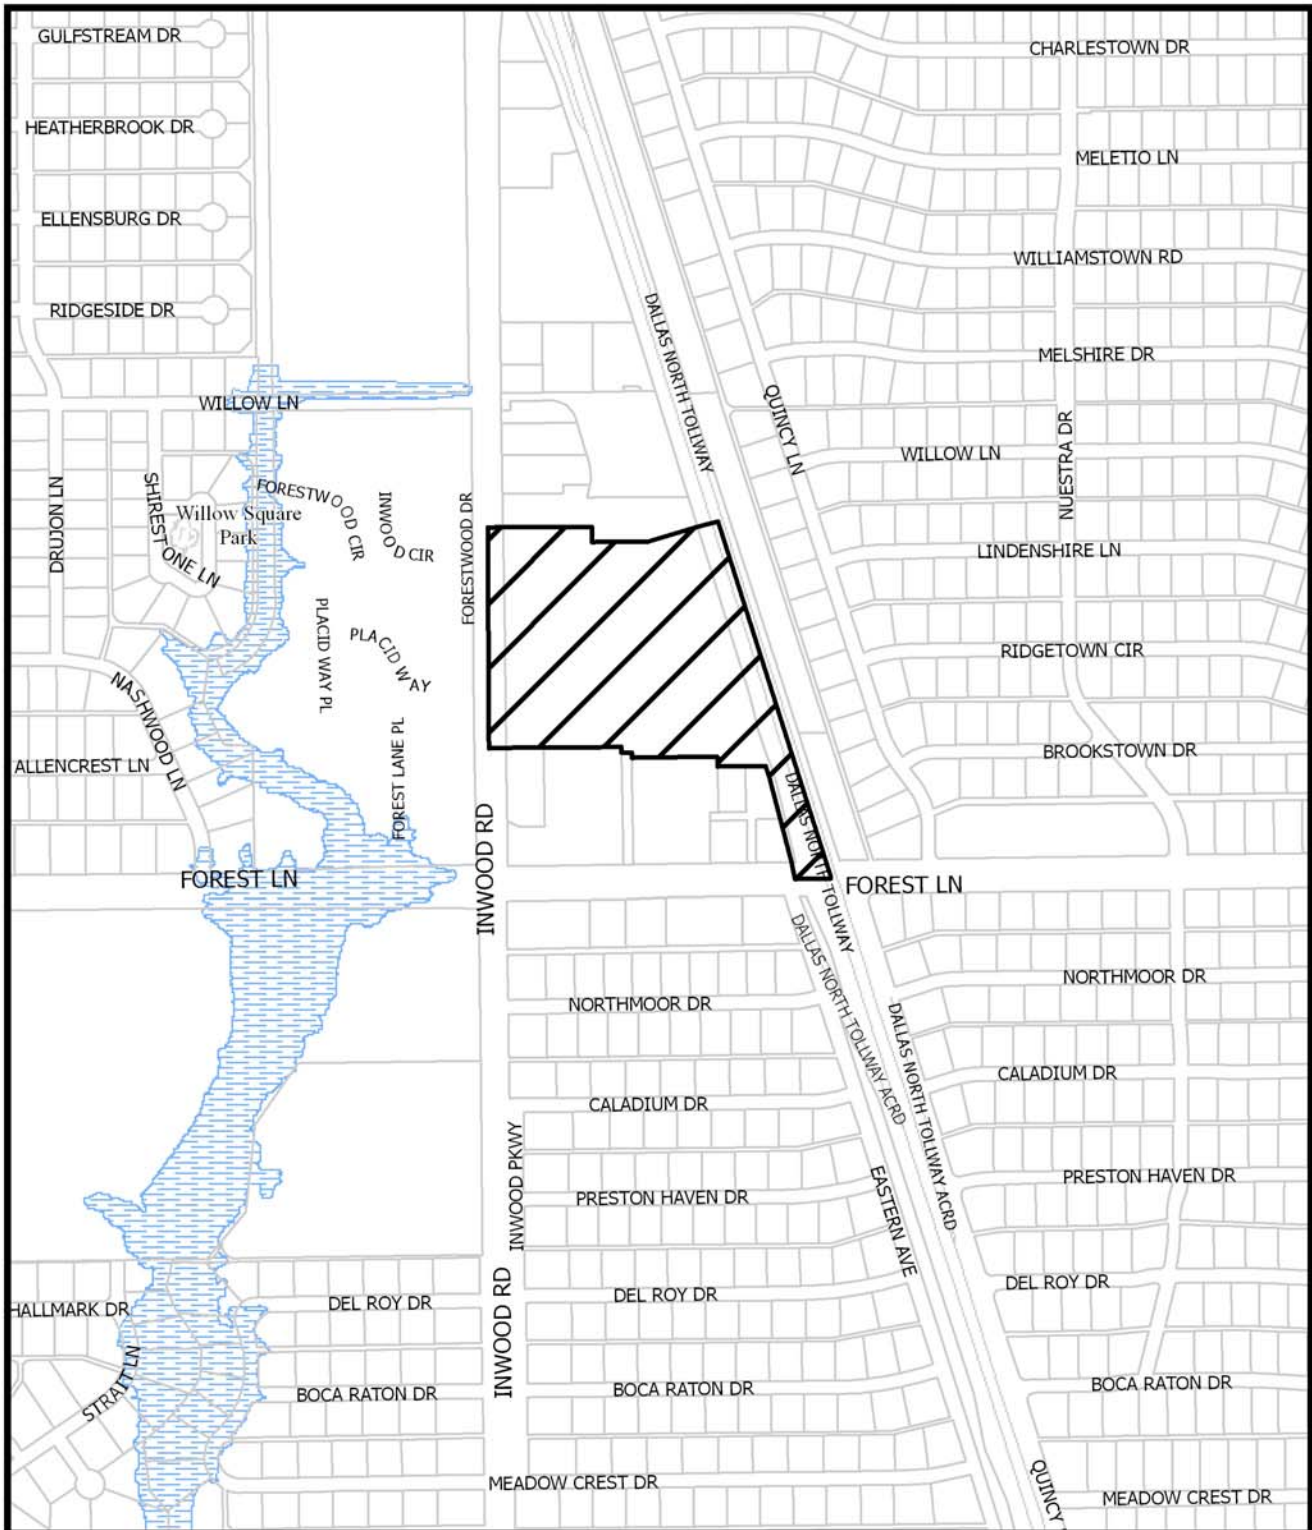 GULFSTREAM DR
CHARLESTOWN DR
HEATHERBROOK DR
MELETIO LN
ELLENSBURG DR
WILLIAMSTOWN RD
RIDGESIDE DR
DALLAS NORTH TOLLWAY
MELSHIRE DR
WILLOW LN
QUINCY LN
NUESTRA DR
WILLOW LN
DRUJON LN
SHIRESTONE LN
FORESTWOOD CIR
INWOOD CIR
FORESTWOOD DR
Willow Square
Park
LINDENSHIRE LN
PLACID WAY PL
PLACID WAY
RIDGETOWN CIR
NASHWOOD LN
FOREST LANE PL
BROOKSTOWN DR
ALLENCREST LN
DALLAS NORTH TOLLWAY
INWOOD RD
FOREST LN
FOREST LN
DALLAS NORTH TOLLWAY ACRD
NORTHMOOR DR
NORTHMOOR DR
DALLAS NORTH TOLLWAY ACRD
CALADIUM DR
CALADIUM DR
INWOOD PKWY
PRESTON HAVEN DR
PRESTON HAVEN DR
EASTERN AVE
INWOOD RD
DEL ROY DR
DEL ROY DR
DEL ROY DR
HALLMARK DR
STRAIT LN
BOCA RATON DR
BOCA RATON DR
BOCA RATON DR
MEADOW CREST DR
QUINCY
MEADOW CREST DR